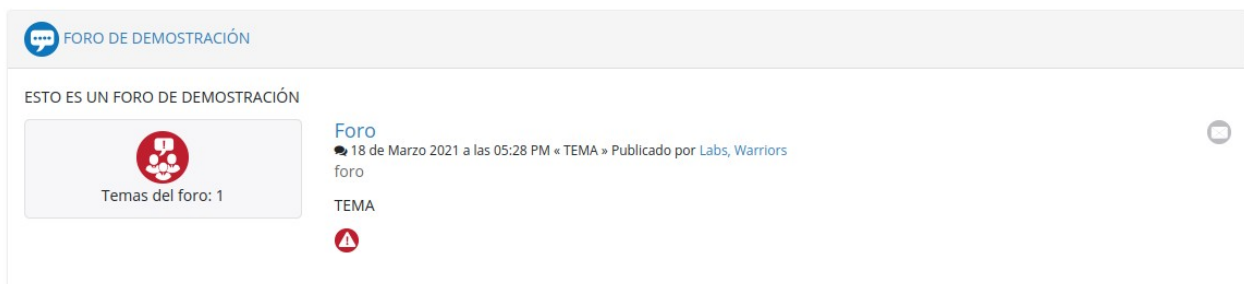 FORO DE DEMOSTRACIÓN
ESTO ES UN FORO DE DEMOSTRACIÓN
Temas del foro: 1
Foro
18 de Marzo 2021 a las 05:28 PM « TEMA » Publicado por Labs, Warriors
foro
TEMA